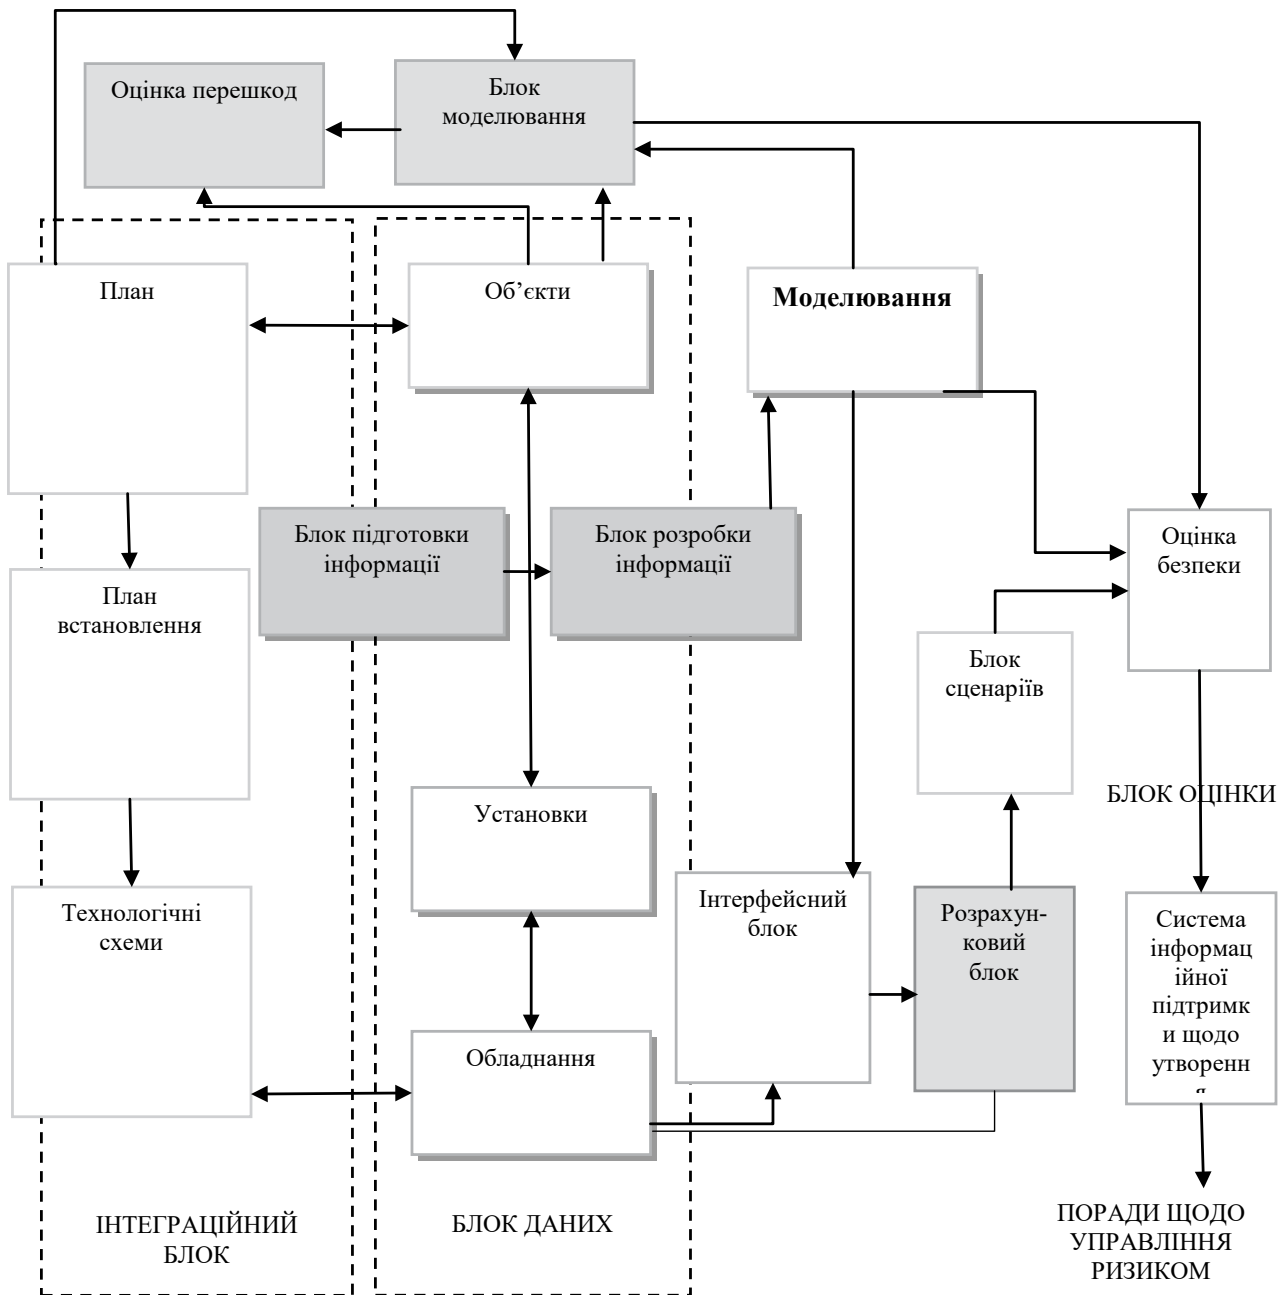 Оцінка перешкод
Блок
моделювання
План
Об’єкти
Моделювання
Блок підготовки
інформації
Блок розробки
інформації
Оцінка
безпеки
План
встановлення
Блок
сценаріїв
Установки
БЛОК ОЦІНКИ
Технологічні
схеми
Інтерфейсний
блок
Розрахун-
ковий
блок
Система
інформац
ійної
підтримк
и щодо
утворенн
я
Обладнання
ІНТЕГРАЦІЙНИЙ
БЛОК
БЛОК ДАНИХ
ПОРАДИ ЩОДО
УПРАВЛІННЯ
РИЗИКОМ